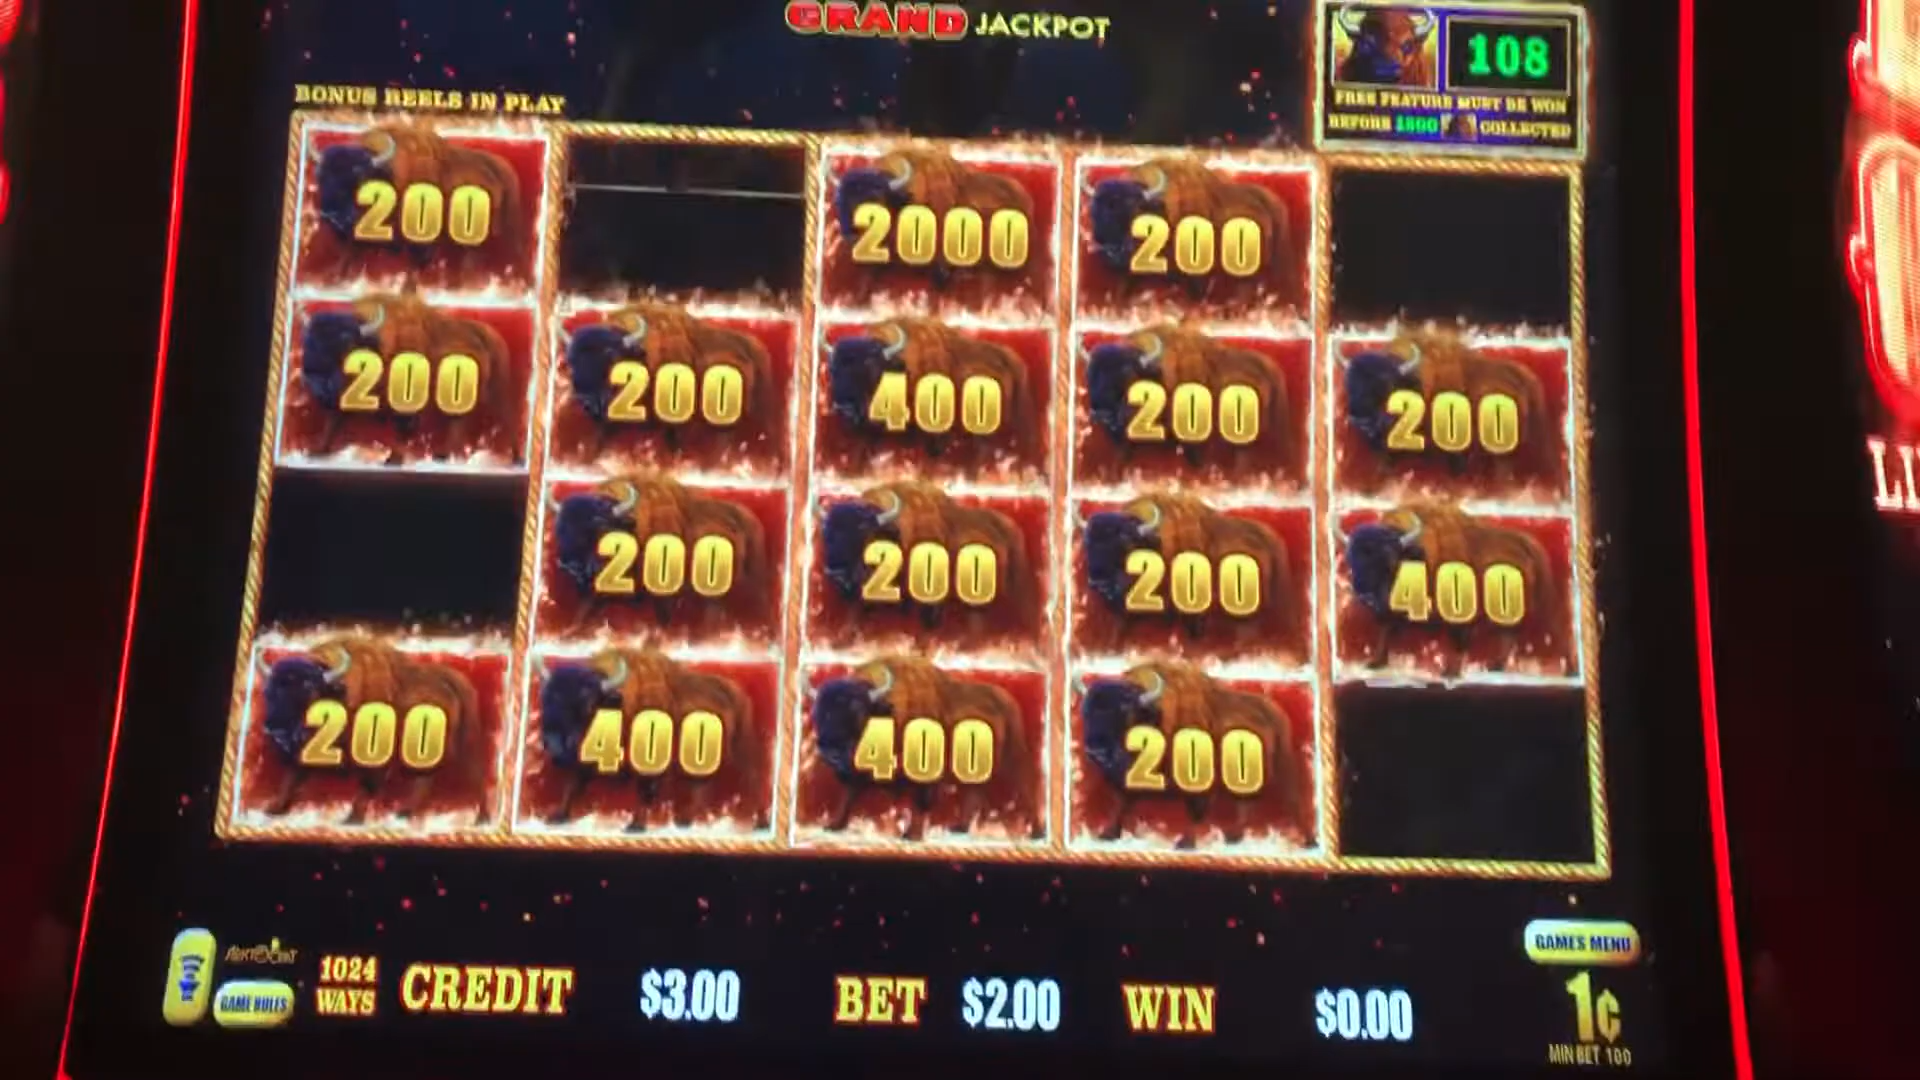 GRAND JACKPOT
108
FREE FEATURE MUST BE WON
BEFORE 1800 COLLECTED
BONUS REELS IN PLAY
200 2000 200
200 200 400 200 200
200 200 200 400
200 400 400 200
GAMES MENU
GAME RULES
1024
WAYS
CREDIT $3.00 BET $2.00 WIN $0.00
1¢
MIN BET 100